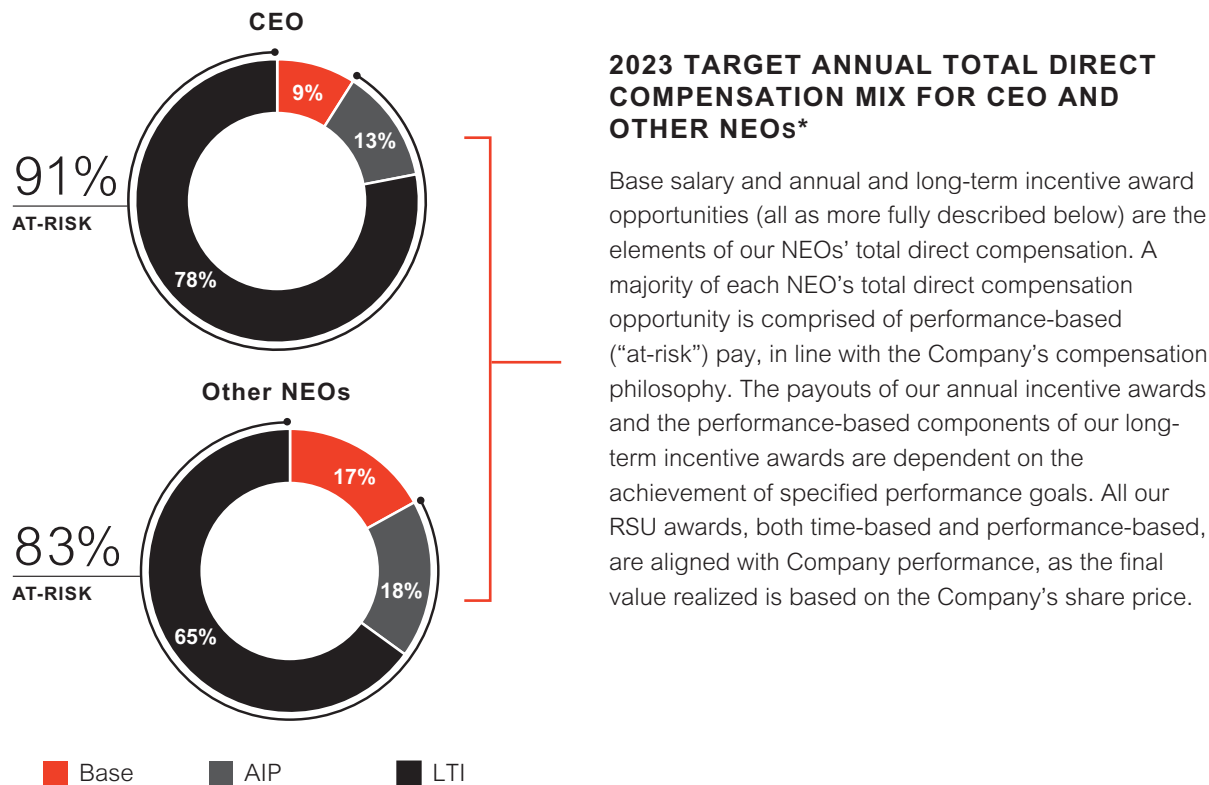 CEO
9%
13%
78%
91%
AT-RISK
Other NEOs
17%
18%
65%
83%
AT-RISK
Base
AIP
LTI
2023 TARGET ANNUAL TOTAL DIRECT
COMPENSATION MIX FOR CEO AND
OTHER NEOs*
Base salary and annual and long-term incentive award
opportunities (all as more fully described below) are the
elements of our NEOs’ total direct compensation. A
majority of each NEO’s total direct compensation
opportunity is comprised of performance-based
(“at-risk”) pay, in line with the Company’s compensation
philosophy. The payouts of our annual incentive awards
and the performance-based components of our long-
term incentive awards are dependent on the
achievement of specified performance goals. All our
RSU awards, both time-based and performance-based,
are aligned with Company performance, as the final
value realized is based on the Company’s share price.